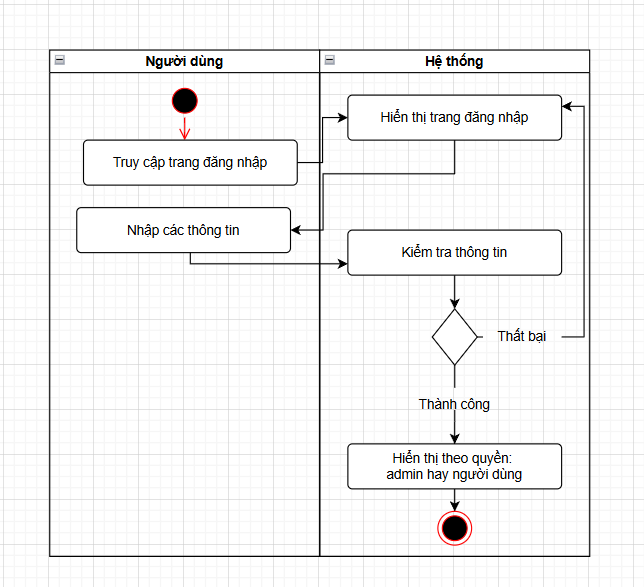 Người dùng
Hệ thống
Hiển thị trang đăng nhập
Truy cập trang đăng nhập
Nhập các thông tin
Kiểm tra thông tin
Thất bại
Thành công
Hiển thị theo quyền:
admin hay người dùng